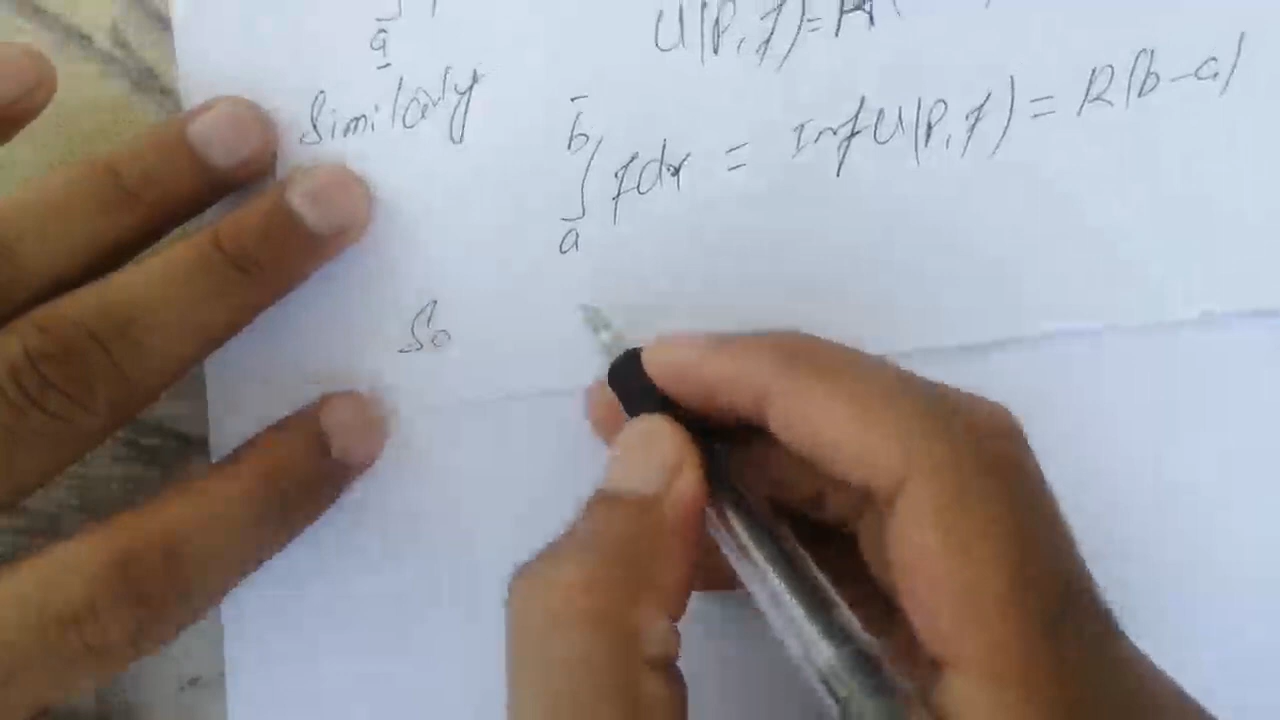 a
U(P, f) =
Similarly
b
∫ f dx = Inf U(P, f) = R(b-a)
a
So